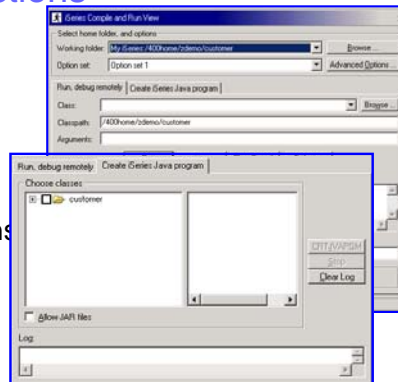 ctions
iSeries Compile and Run View
Select home folder, and options
Working folder: My iSeries:/400home/zdemo/customer Browse...
Option set: Option set 1 Advanced Options...
Run, debug remotely Create iSeries Java program
Class: Browse...
Classpath: /400home/zdemo/customer
Arguments:
Run, debug remotely Create iSeries Java program
Choose classes
customer
ns
CRTJVAPGM
Stop
Clear Log
Allow JAR files
Log: